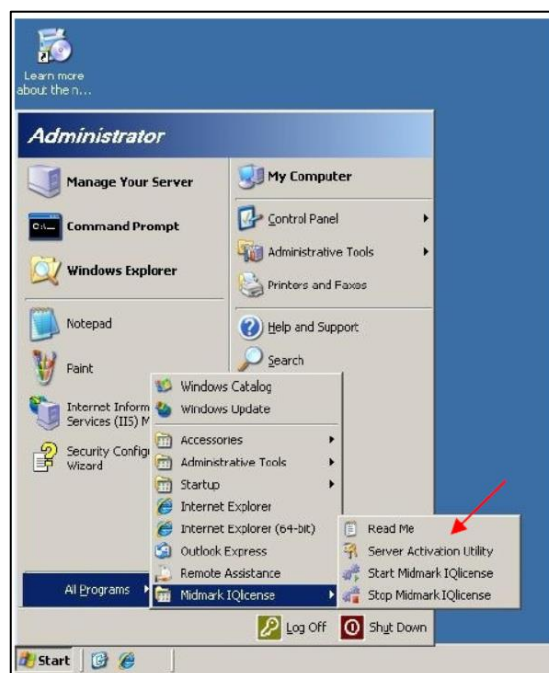 Learn more
about the n...
Administrator
Manage Your Server
Command Prompt
Windows Explorer
Notepad
Paint
Internet Inform
Services (IIS) M
Security Config
Wizard
All Programs
My Computer
Control Panel
Administrative Tools
Printers and Faxes
Help and Support
Search
Windows Catalog
Windows Update
Accessories
Administrative Tools
Startup
Internet Explorer
Internet Explorer (64-bit)
Outlook Express
Remote Assistance
Midmark IQlicense
Read Me
Server Activation Utility
Start Midmark IQlicense
Stop Midmark IQlicense
Log Off
Shut Down
Start